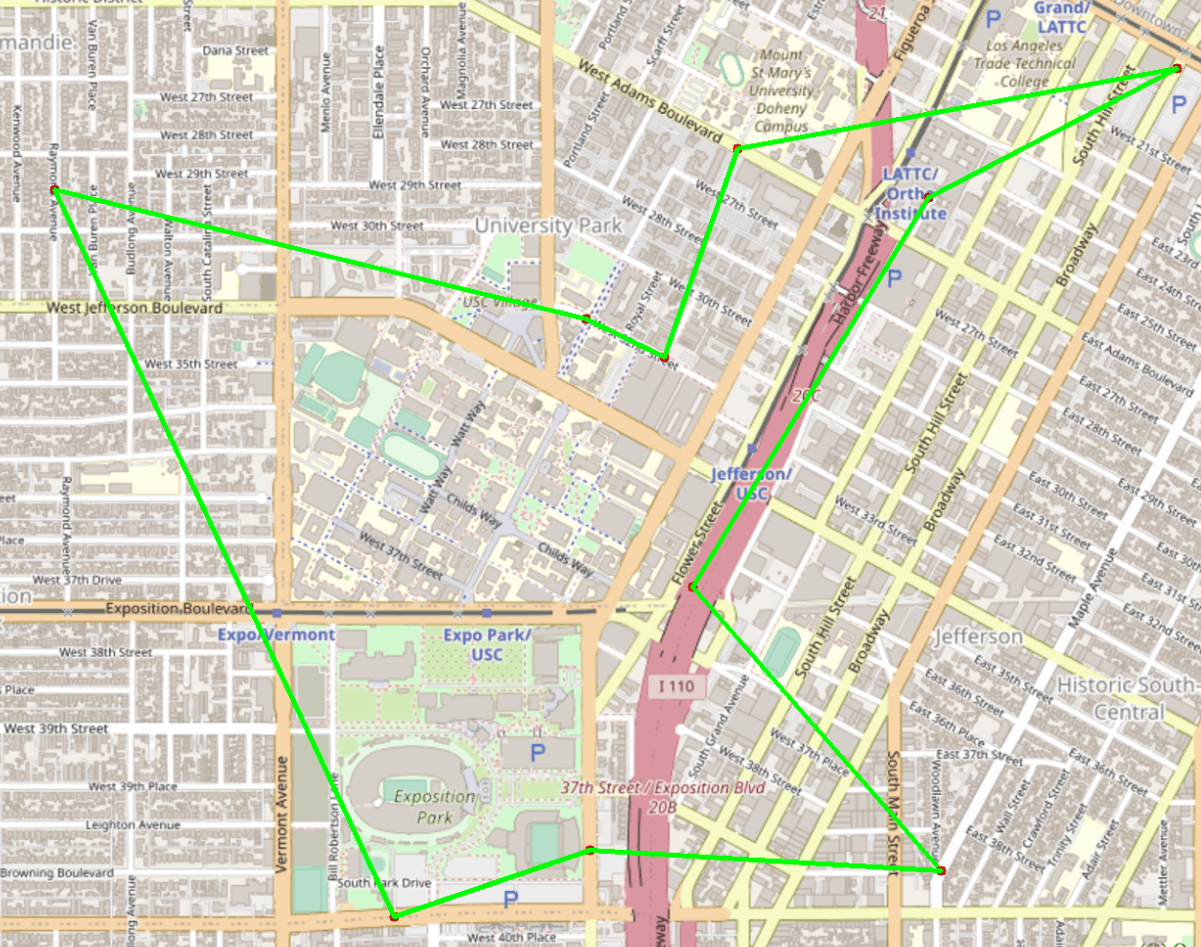 Historic District
mandie
Van Buren Place
Dana Street
Menlo Avenue
Ellendale Place
Orchard Avenue
Magnolia Avenue
Portland Street
Scarff Street
21
Figueroa S
P
Grand/
LATTC
Downtown
Los Angeles
Trade Technical
College
Mount
St Mary's
University
Doheny
Campus
West Adams Boulevard
West 27th Street
West 27th Street
Kenwood Avenue
Raymond Avenue
West 28th Street
West 28th Street
Portland Street
South Hill Street
P
West 21st Street
West 29th Street
West 29th Street
Van Buren Place
Budlong Avenue
Walton Avenue
South Catalina Street
West 30th Street
University Park
West 27th Street
West 28th Street
LATTC/
Ortho
Institute
Broadway
East 23rd
East 24th Street
East 25th Street
P
Harbor Freeway
West Jefferson Boulevard
USC Village
Royal Street
West 30th Street
West 32nd Street
West 27th Street
East Adams Boulevard
East 27th Street
East 28th Street
West 35th Street
20C
Watt Way
Watt Way
South Hill Street
Jefferson/
USC
Broadway
East 29th Street
East 30th Street
East 31st Street
East 32nd Street
East 30th
East 31st
East 32nd Street
Raymond Avenue
Childs Way
Childs Way
West 37th Street
West 33rd Street
Flower Street
Place
West 37th Drive
Exposition Boulevard
Expo/Vermont
Expo Park/
USC
South Hill Street
Broadway
Maple Avenue
Jefferson
West 38th Street
East 35th Street
East 36th Street
East 36th Place
Historic South-
Central
Place
I 110
South Grand Avenue
West 39th Street
P
West 37th Place
West 38th Street
East 37th Street
East 36th Street
West 39th Place
Vermont Avenue
Bill Robertson Lane
Exposition
Park
37th Street / Exposition Blvd
20B
South Main Street
Woodlawn Avenue
Wall Street
Crawford Street
Trinity Street
Adair Street
Mettler Avenue
East 38th Street
Leighton Avenue
Browning Boulevard
South Park Drive
P
West 40th Place